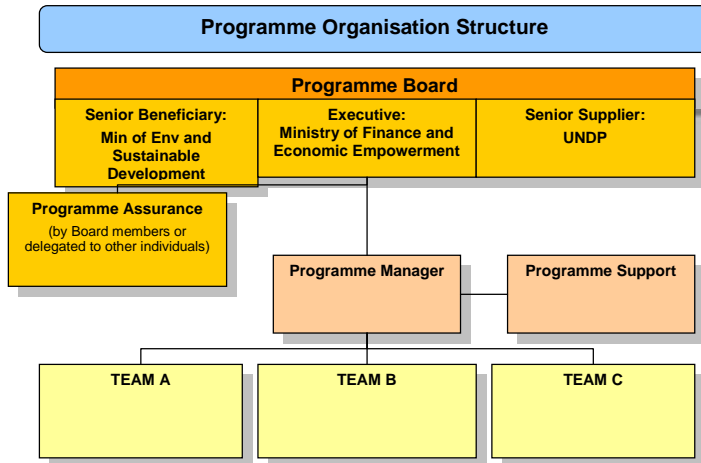 Programme Organisation Structure
Programme Board
Senior Beneficiary:
Min of Env and
Sustainable
Development
Executive:
Ministry of Finance and
Economic Empowerment
Senior Supplier:
UNDP
Programme Assurance
(by Board members or
delegated to other individuals)
Programme Manager
Programme Support
TEAM A
TEAM B
TEAM C